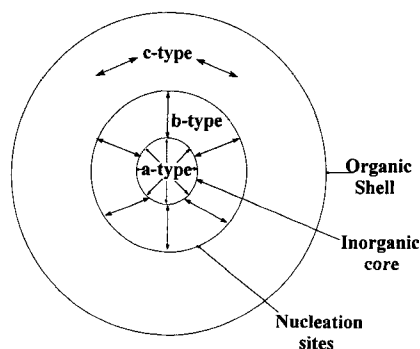 c-type
b-type
a-type
Organic
Shell
Inorganic
core
Nucleation
sites